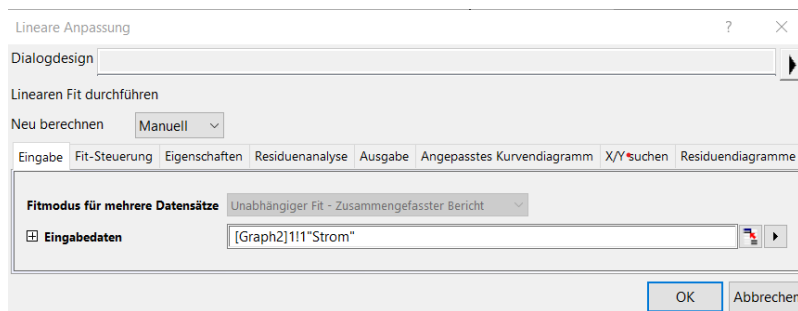 Lineare Anpassung ?
Dialogdesign
Linearen Fit durchführen
Neu berechnen Manuell
Eingabe Fit-Steuerung Eigenschaften Residuenanalyse Ausgabe Angepasstes Kurvendiagramm X/Y suchen Residuendiagramme
Fitmodus für mehrere Datensätze Unabhängiger Fit - Zusammengefasster Bericht
Eingabedaten [Graph2]1!1"Strom"
OK Abbrechen